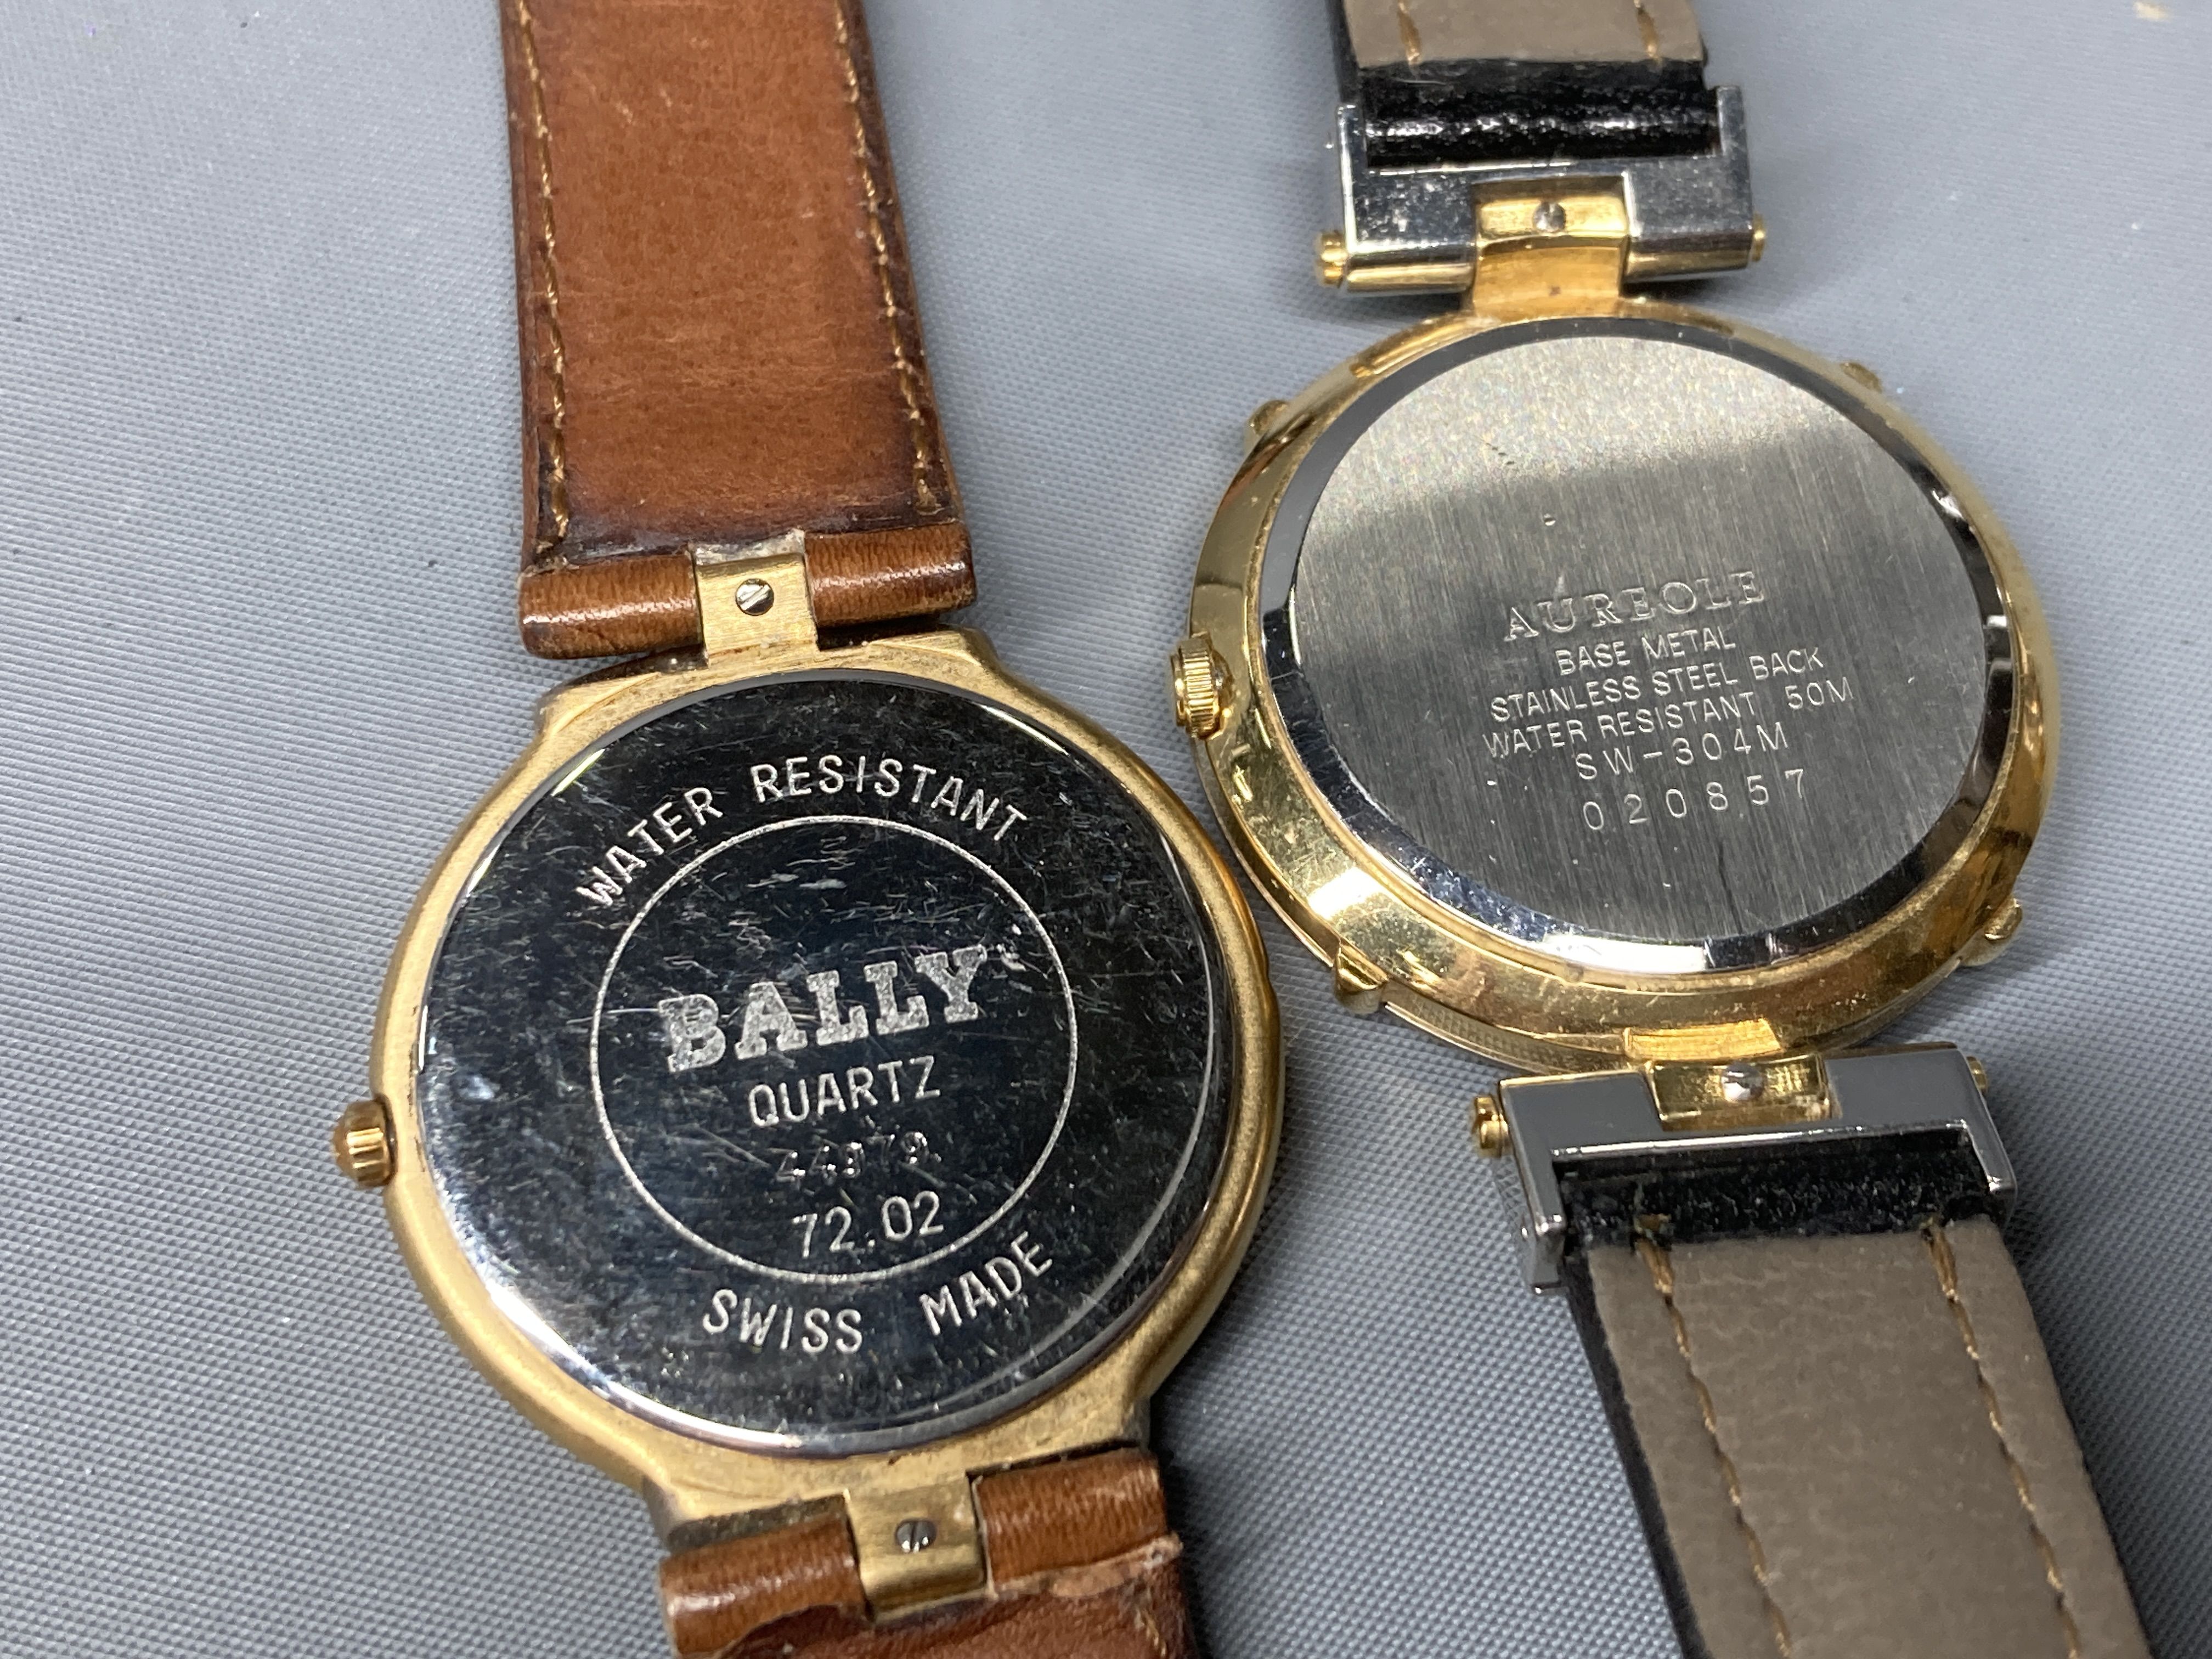 WATER RESISTANT
BALLY
QUARTZ
72.02
SWISS MADE
AUREOLE
BASE METAL
STAINLESS STEEL BACK
WATER RESISTANT 50M
SW-304M
020857